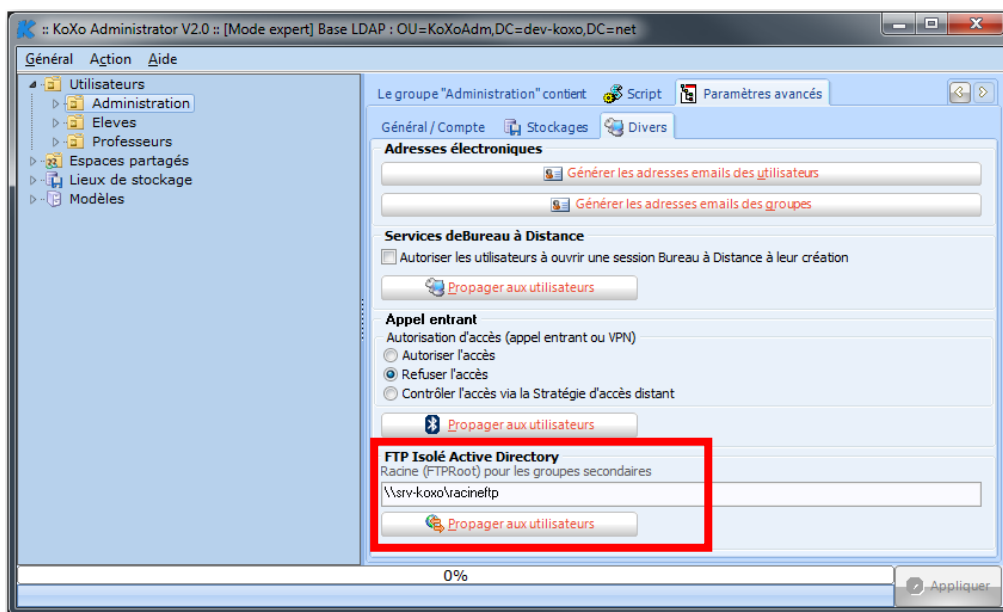 :: KoXo Administrator V2.0 :: [Mode expert] Base LDAP : OU=KoXoAdm,DC=dev-koxo,DC=net
Général Action Aide
Utilisateurs
Administration
Eleves
Professeurs
Espaces partagés
Lieux de stockage
Modèles
Le groupe "Administration" contient Script Paramètres avancés
Général / Compte Stockages Divers
Adresses électroniques
Générer les adresses emails des utilisateurs
Générer les adresses emails des groupes
Services deBureau à Distance
Autoriser les utilisateurs à ouvrir une session Bureau à Distance à leur création
Propager aux utilisateurs
Appel entrant
Autorisation d'accès (appel entrant ou VPN)
Autoriser l'accès
Refuser l'accès
Contrôler l'accès via la Stratégie d'accès distant
Propager aux utilisateurs
FTP Isolé Active Directory
Racine (FTPRoot) pour les groupes secondaires
\\srv-koxo\racineftp
Propager aux utilisateurs
0%
Appliquer